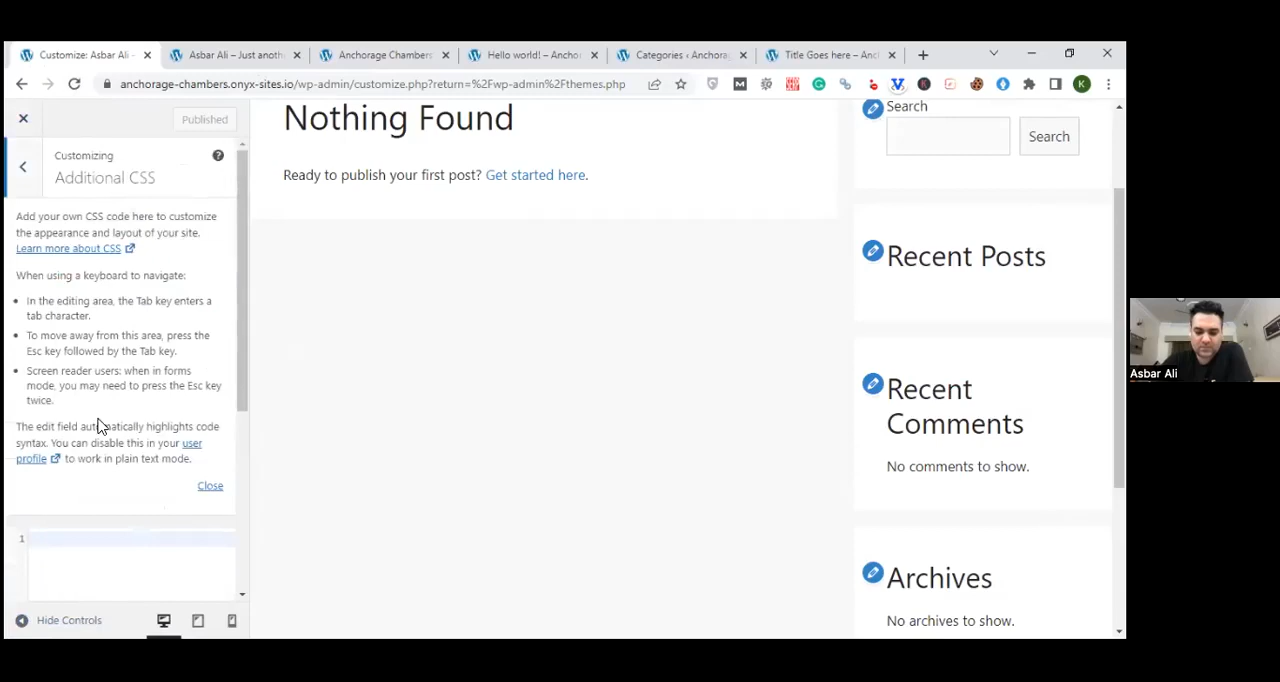 Customize: Asbar Ali –
Asbar Ali – Just anoth
Anchorage Chambers
Hello world! – Ancho
Categories ‹ Anchora
Title Goes here – Anc
anchorage-chambers.onyx-sites.io/wp-admin/customize.php?return=%2Fwp-admin%2Fthemes.php
K
Published
Customizing
Additional CSS
Add your own CSS code here to customize
the appearance and layout of your site.
Learn more about CSS
When using a keyboard to navigate:
In the editing area, the Tab key enters a
tab character.
To move away from this area, press the
Esc key followed by the Tab key.
Screen reader users: when in forms
mode, you may need to press the Esc key
twice.
The edit field automatically highlights code
syntax. You can disable this in your user
profile to work in plain text mode.
Close
1
Hide Controls
Nothing Found
Ready to publish your first post? Get started here.
Search
Search
Recent Posts
Recent
Comments
No comments to show.
Archives
No archives to show.
Asbar Ali